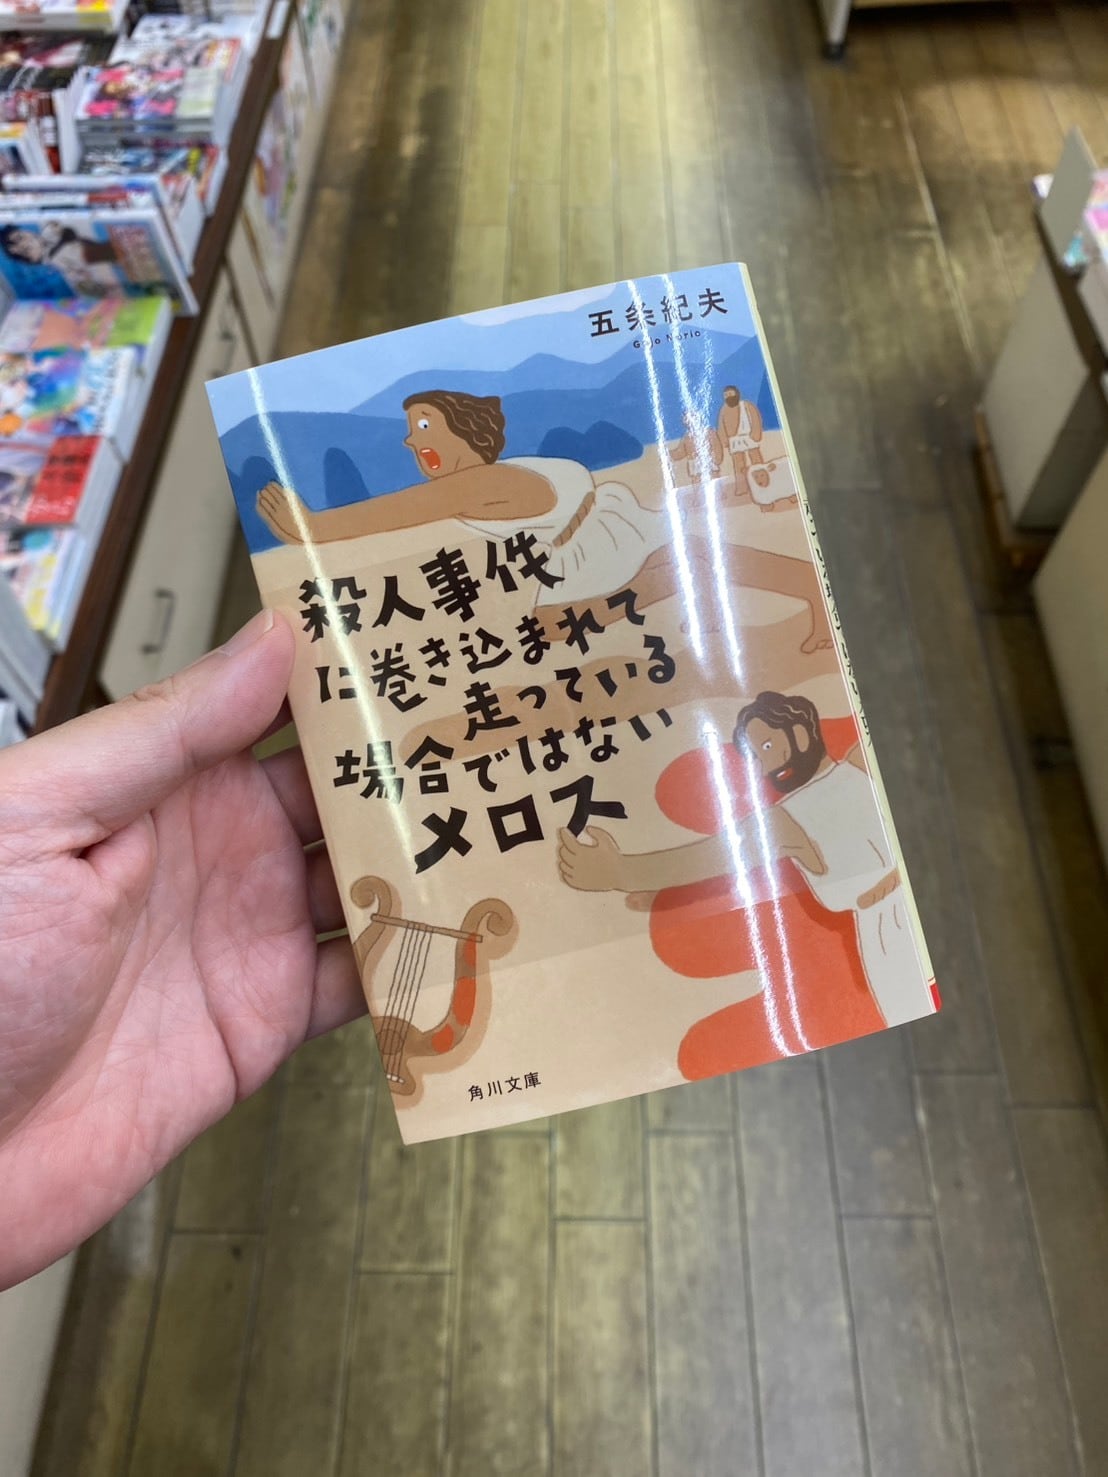 五条紀夫
Gojo Norio
殺人事件
に巻き込まれて
走っている
場合ではない
メロス
角川文庫